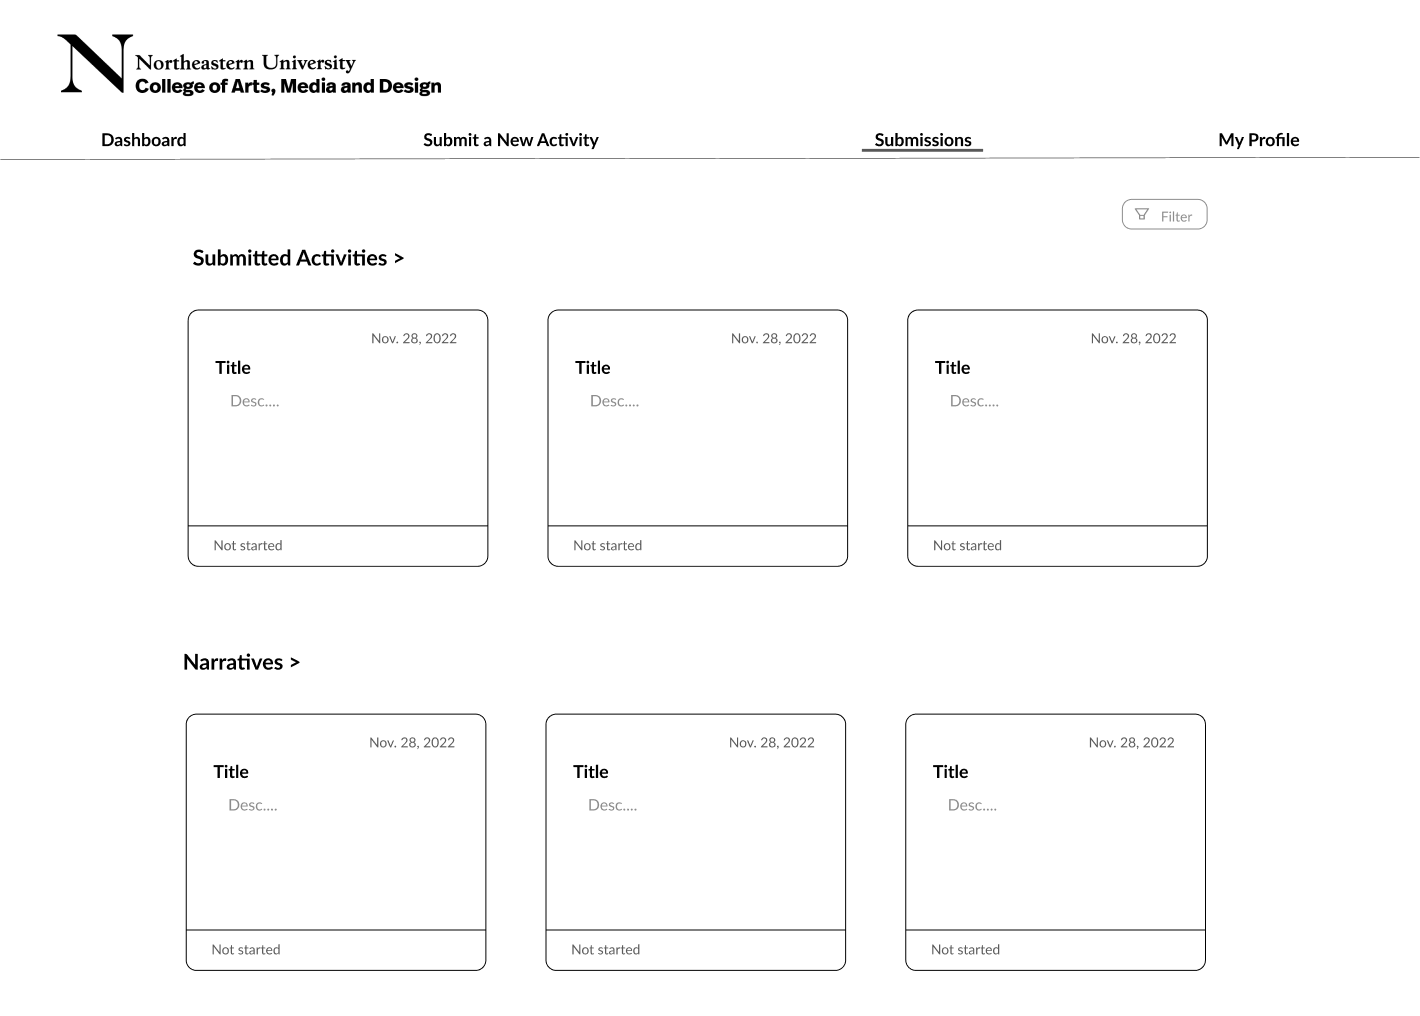 Northeastern University
College of Arts, Media and Design
Dashboard Submit a New Activity Submissions My Profile
Filter
Submitted Activities >
Nov. 28, 2022 Nov. 28, 2022 Nov. 28, 2022
Title Title Title
Desc.... Desc.... Desc....
Not started Not started Not started
Narratives >
Nov. 28, 2022 Nov. 28, 2022 Nov. 28, 2022
Title Title Title
Desc.... Desc.... Desc....
Not started Not started Not started